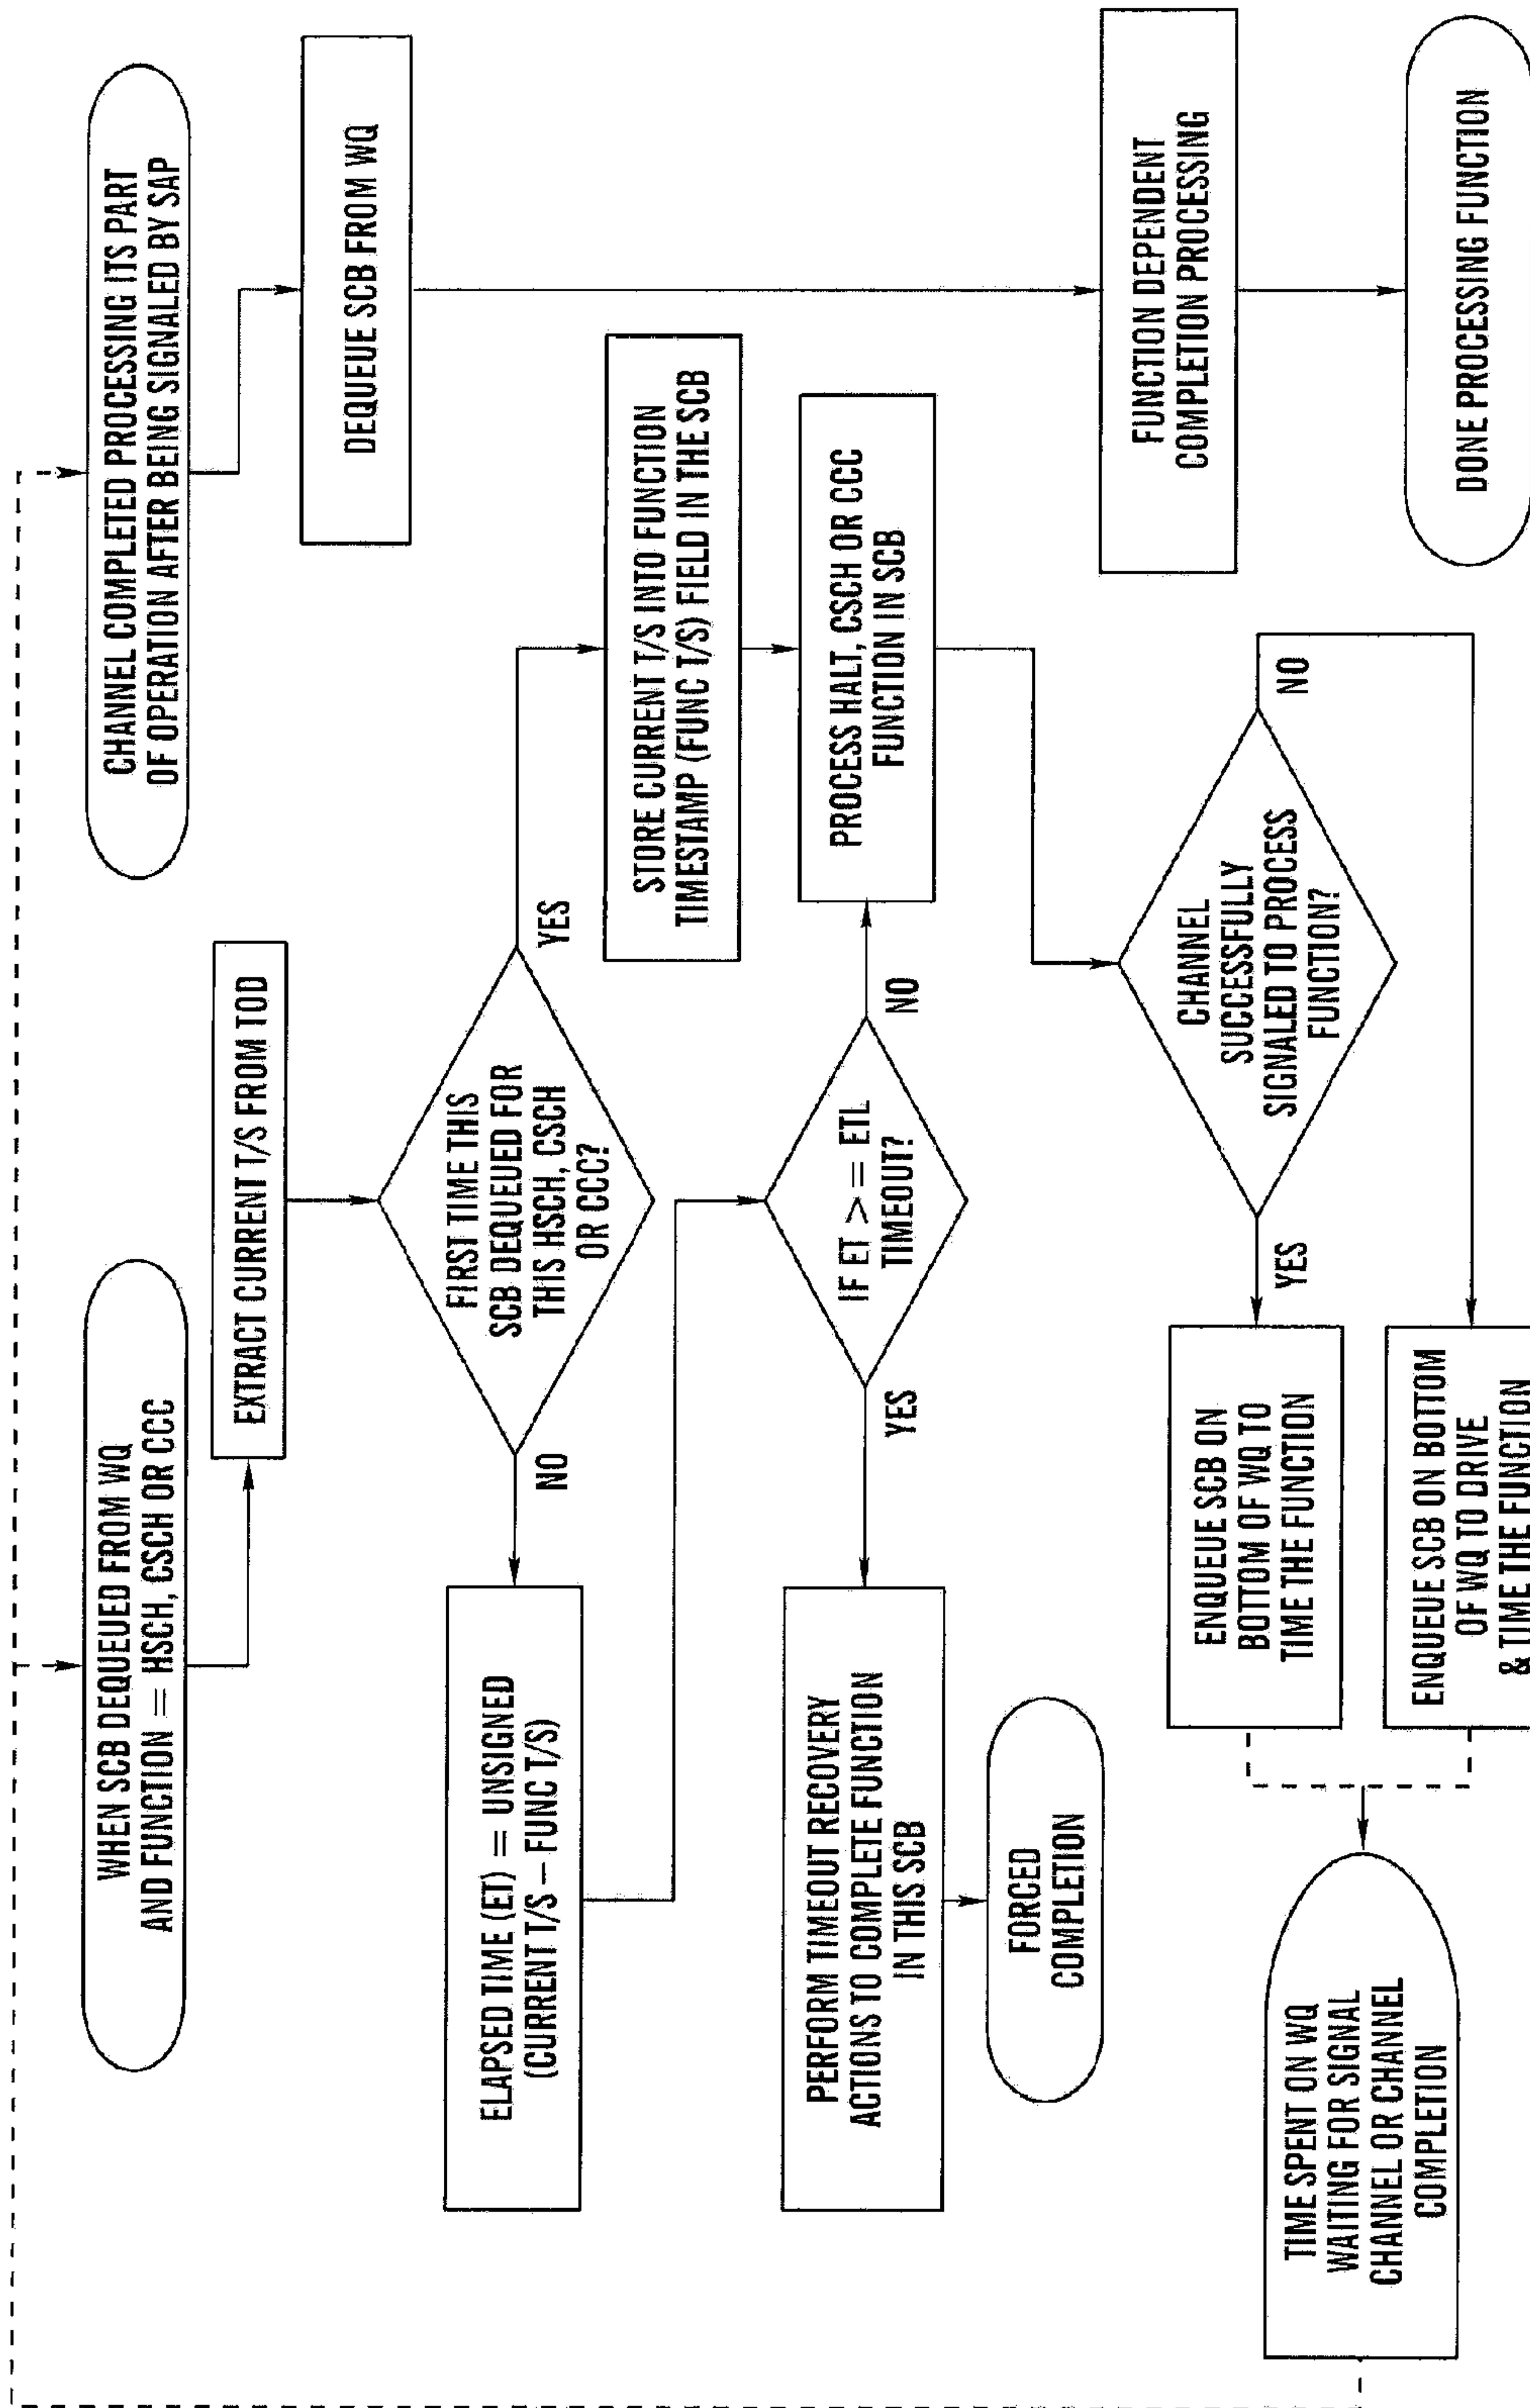 WHEN SCB DEQUEUED FROM WQ
AND FUNCTION = HSCH, CSCH OR CCC
EXTRACT CURRENT T/S FROM TOD
FIRST TIME THIS
SCB DEQUEUED FOR
THIS HSCH, CSCH
OR CCC?
NO
YES
ELAPSED TIME (ET) = UNSIGNED
(CURRENT T/S – FUNC T/S)
STORE CURRENT T/S INTO FUNCTION
TIMESTAMP (FUNC T/S) FIELD IN THE SCB
IF ET >= ETL
TIMEOUT?
YES
NO
PERFORM TIMEOUT RECOVERY
ACTIONS TO COMPLETE FUNCTION
IN THIS SCB
FORCED
COMPLETION
PROCESS HALT, CSCH OR CCC
FUNCTION IN SCB
CHANNEL
SUCCESSFULLY
SIGNALED TO PROCESS
FUNCTION?
YES
NO
ENQUEUE SCB ON
BOTTOM OF WQ TO
TIME THE FUNCTION
ENQUEUE SCB ON BOTTOM
OF WQ TO DRIVE
& TIME THE FUNCTION
TIME SPENT ON WQ
WAITING FOR SIGNAL
CHANNEL OR CHANNEL
COMPLETION
CHANNEL COMPLETED PROCESSING ITS PART
OF OPERATION AFTER BEING SIGNALED BY SAP
DEQUEUE SCB FROM WQ
FUNCTION DEPENDENT
COMPLETION PROCESSING
DONE PROCESSING FUNCTION